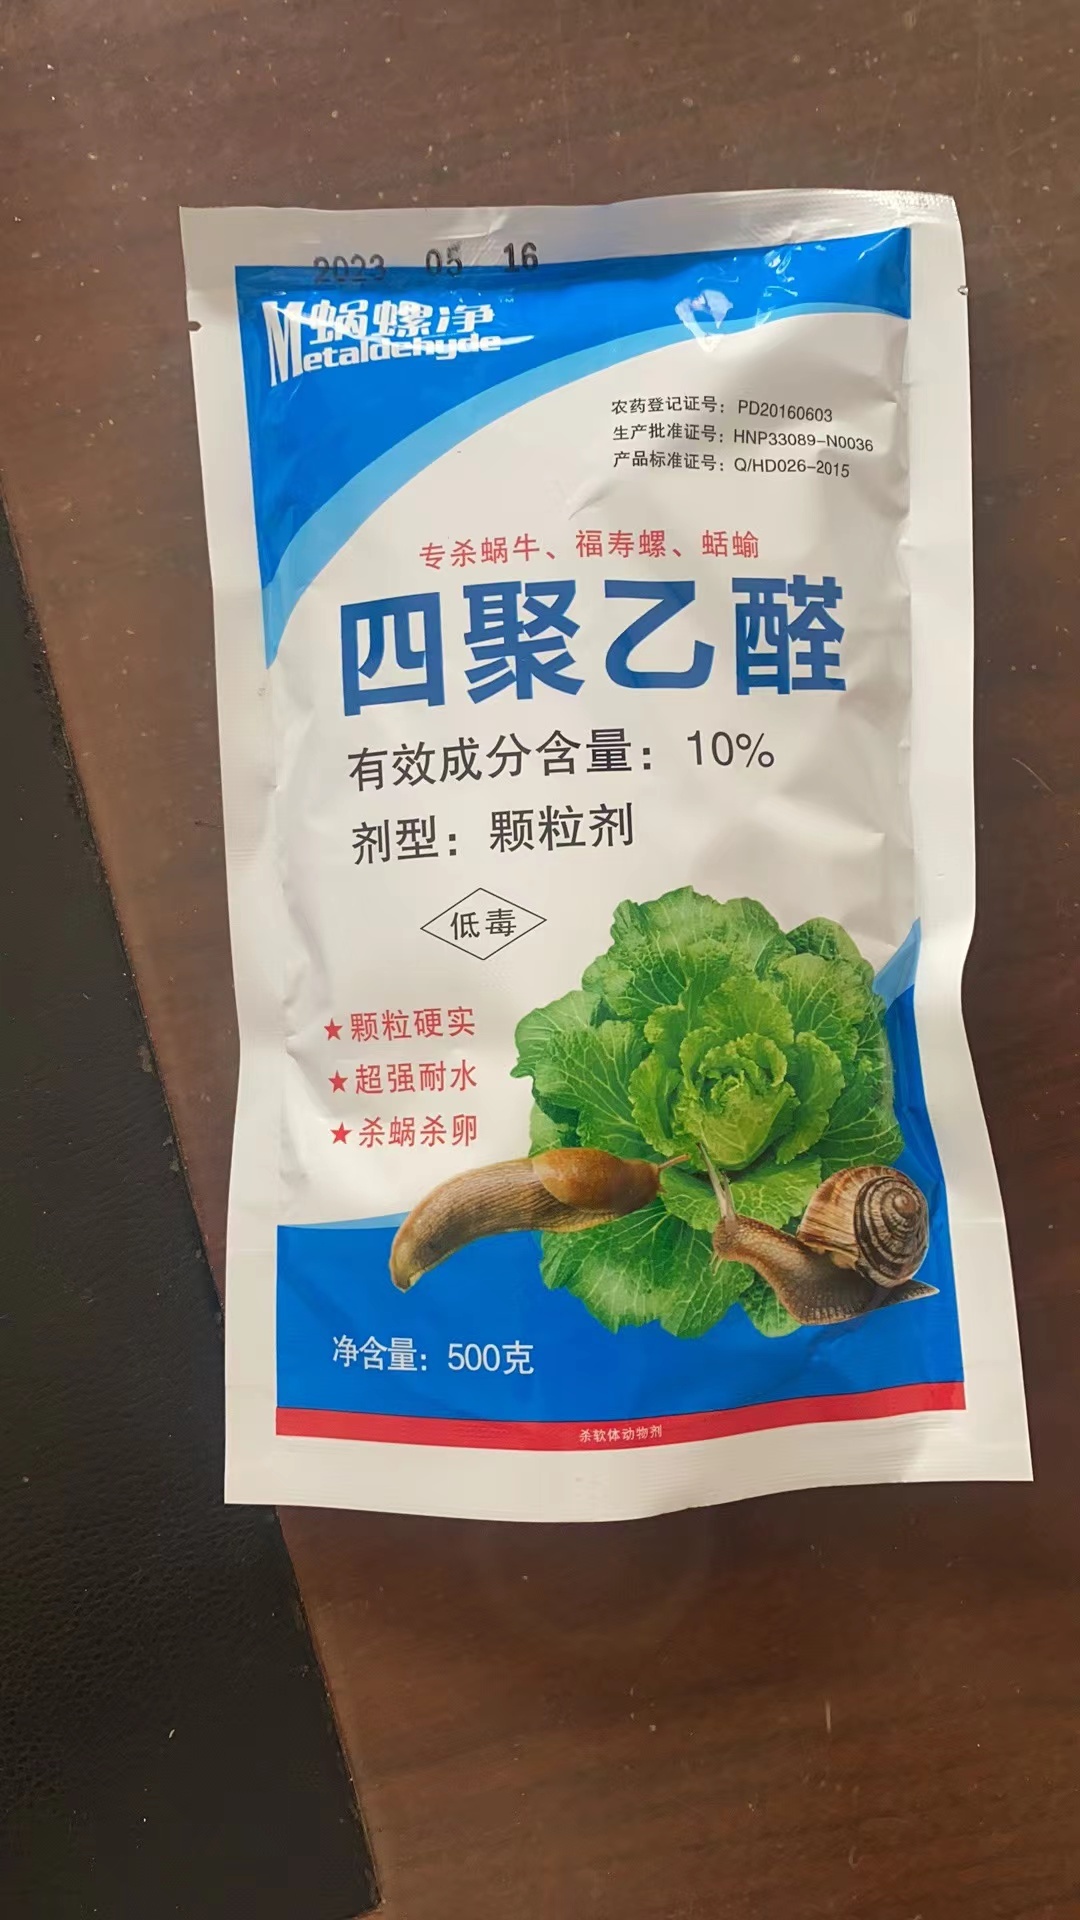 2023 05 16
蜗螺净
Metaldehyde
农药登记证号：PD20160603
生产批准证号：HNP33089-N0036
产品标准证号：Q/HD026-2015
专杀蜗牛、福寿螺、蛞蝓
四聚乙醛
有效成分含量：10%
剂型：颗粒剂
低毒
★颗粒硬实
★超强耐水
★杀蜗杀卵
净含量：500克
杀软体动物剂